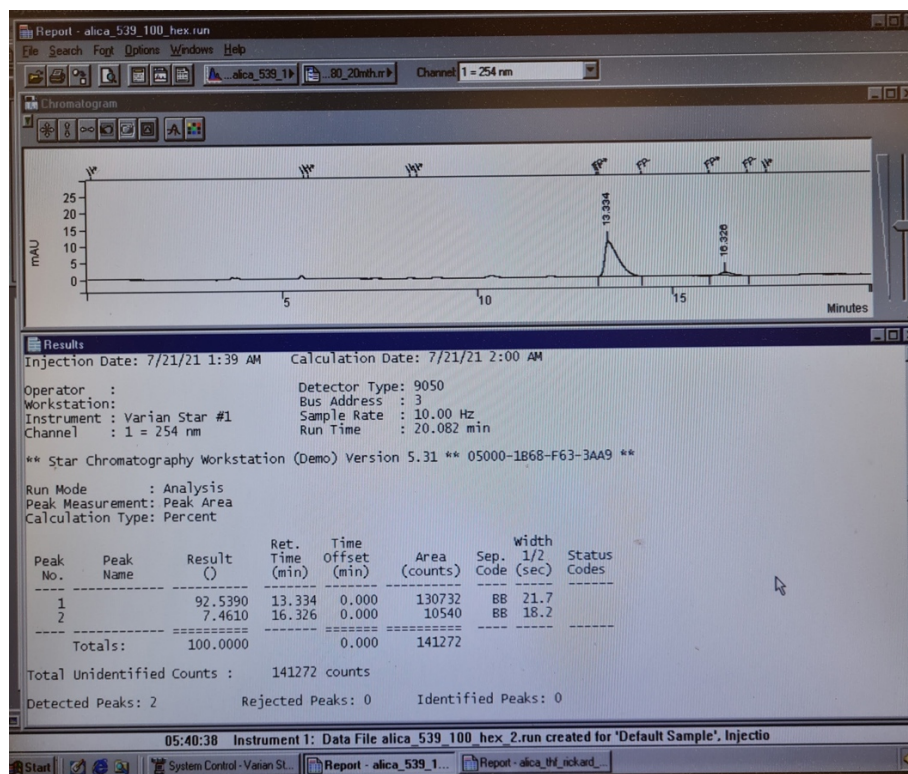 Report - alica_539_100_hex.run
File Search Font Options Windows Help
...alica_539_1 ...80_20mth.rr Channel: 1 = 254 nm
Chromatogram
13.334
16.326
mAU
25
20
15
10
5
0
5 10 15
Minutes
Results
Injection Date: 7/21/21 1:39 AM Calculation Date: 7/21/21 2:00 AM
Operator : Detector Type: 9050
Workstation: Bus Address : 3
Instrument : Varian Star #1 Sample Rate : 10.00 Hz
Channel : 1 = 254 nm Run Time : 20.082 min
** Star Chromatography Workstation (Demo) Version 5.31 ** 05000-1B68-F63-3AA9 **
Run Mode : Analysis
Peak Measurement: Peak Area
Calculation Type: Percent
Ret. Time Width
Peak Peak Result Time Offset Area Sep. 1/2 Status
No. Name () (min) (min) (counts) Code (sec) Codes
1 92.5390 13.334 0.000 130732 BB 21.7
2 7.4610 16.326 0.000 10540 BB 18.2
Totals: 100.0000 0.000 141272
Total Unidentified Counts : 141272 counts
Detected Peaks: 2 Rejected Peaks: 0 Identified Peaks: 0
05:40:38 Instrument 1: Data File alica_539_100_hex_2.run created for 'Default Sample', Injectio
Start System Control - Varian St... Report - alica_539_1... Report - alica_thf_rickard_...